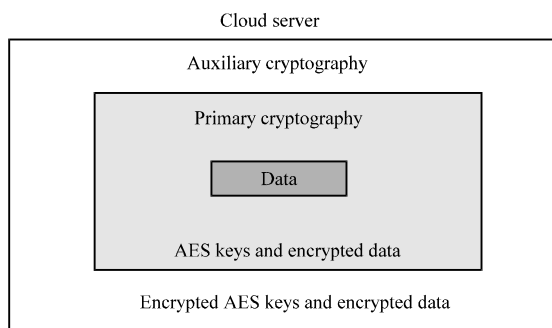 Cloud server
Auxiliary cryptography
Primary cryptography
Data
AES keys and encrypted data
Encrypted AES keys and encrypted data